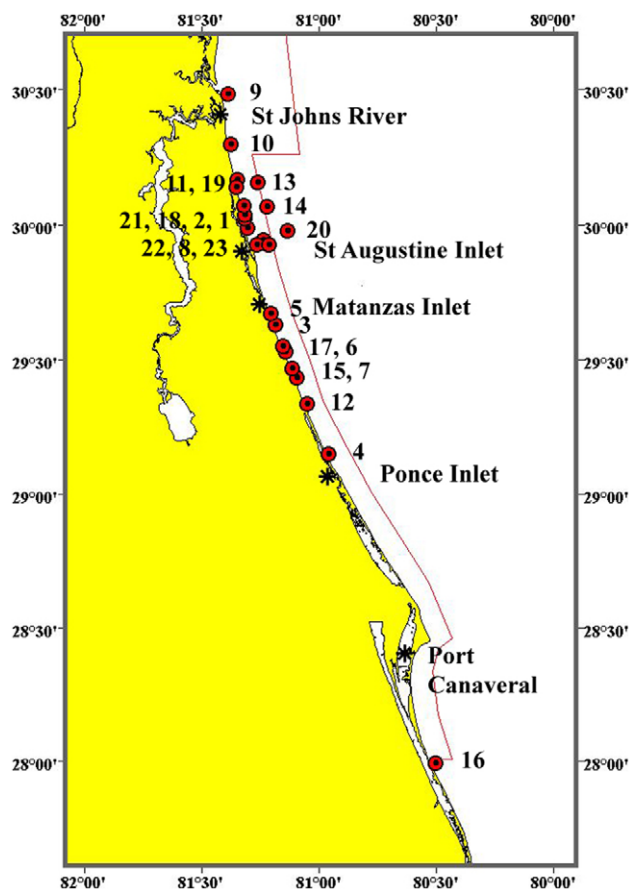 82°00' 81°30' 81°00' 80°30' 80°00'
30°30' 30°30'
9
St Johns River
10
11, 19 13
14
30°00' 30°00'
21, 18, 2, 1 20
22, 8, 23 St Augustine Inlet
5 Matanzas Inlet
3
17, 6
29°30' 29°30'
15, 7
12
4
Ponce Inlet
29°00' 29°00'
28°30' 28°30'
Port
Canaveral
16
28°00' 28°00'
82°00' 81°30' 81°00' 80°30' 80°00'